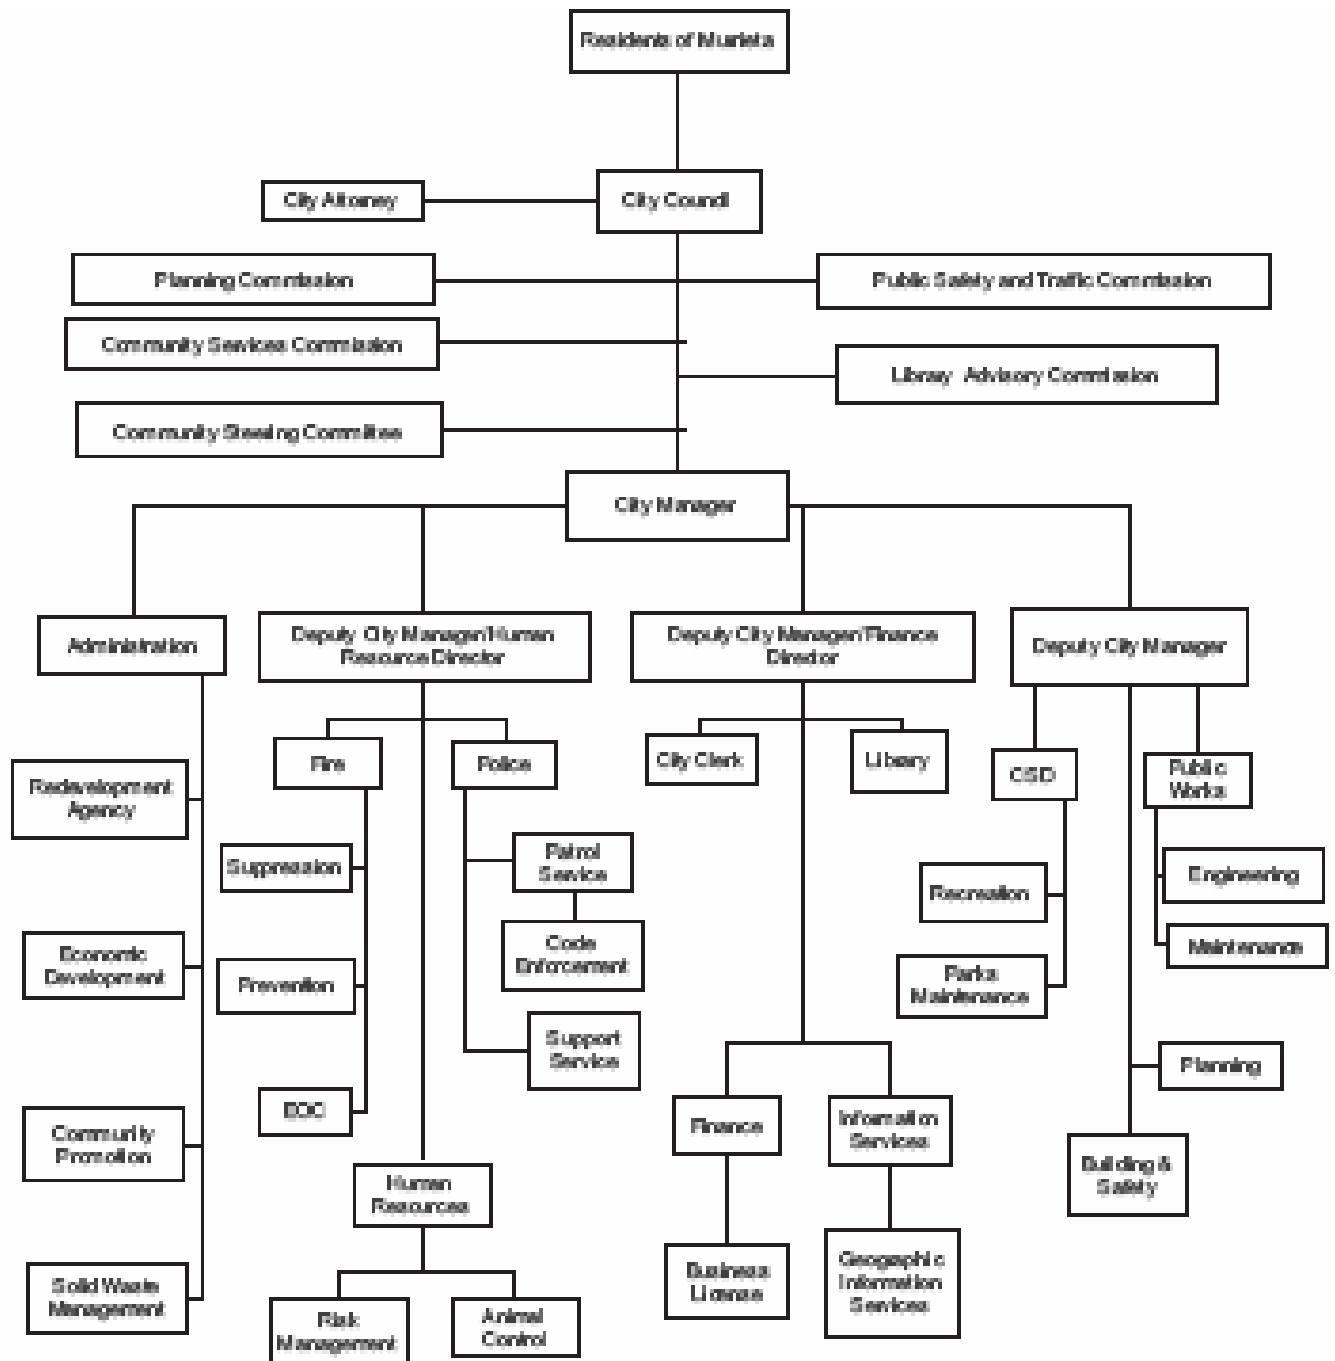 Residents of Murrieta
City Attorney
City Council
Planning Commission
Public Safety and Traffic Commission
Community Services Commission
Library Advisory Commission
Community Steering Committee
City Manager
Administration
Deputy City Manager/Human
Resource Director
Deputy City Manager/Finance
Director
Deputy City Manager
Fire
Police
City Clerk
Library
CSD
Public
Works
Redevelopment
Agency
Suppression
Patrol
Service
Recreation
Engineering
Code
Enforcement
Maintenance
Economic
Development
Prevention
Parks
Maintenance
Support
Service
Planning
EOC
Community
Promotion
Finance
Information
Services
Building &
Safety
Human
Resources
Solid Waste
Management
Risk
Management
Animal
Control
Business
License
Geographic
Information
Services